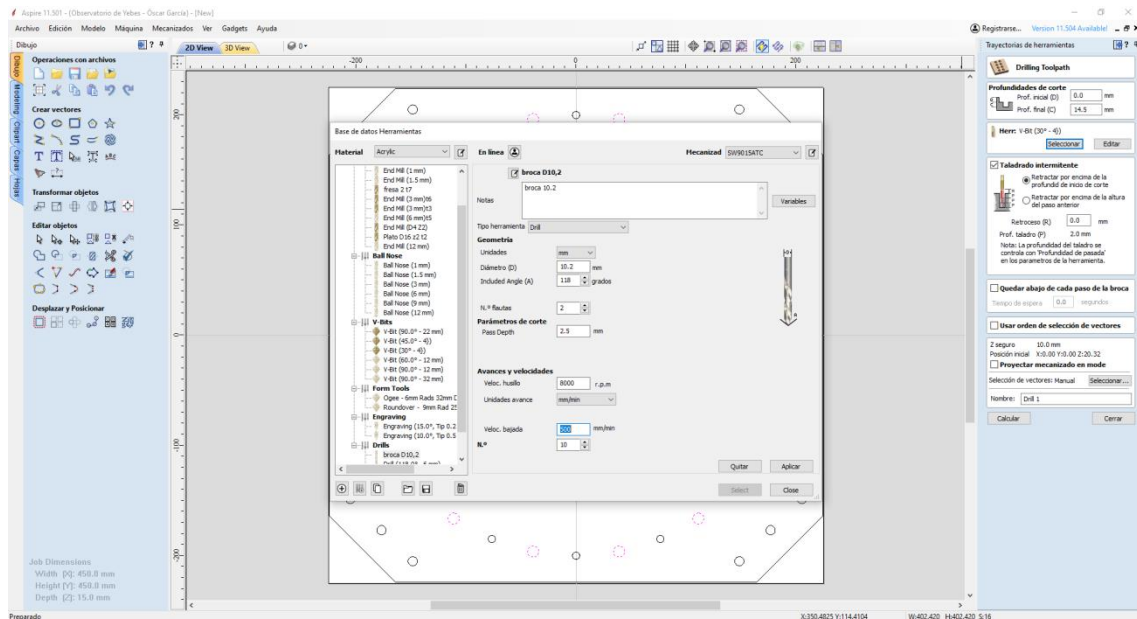 Aspire 11.501 - {Observatorio de Yebes - Óscar García} - [New]
Archivo Edición Modelo Máquina Mecanizados Ver Gadgets Ayuda
Registrarse... Version 11.504 Available!
Dibujo
2D View 3D View
0
Trayectorias de herramientas
Dibujo
Modeling
Clipart
Capas
Hojas
Operaciones con archivos
Crear vectores
Transformar objetos
Editar objetos
Desplazar y Posicionar
Job Dimensions
Width [X]: 450.0 mm
Height [Y]: 450.0 mm
Depth [Z]: 15.0 mm
-200 0 200
200
100
0
-100
-200
Base de datos Herramientas
Material Acrylic
En línea
Mecanizad SW9015ATC
End Mill (1 mm)
End Mill (1.5 mm)
fresa 2 t7
End Mill (3 mm)t6
End Mill (3 mm)t3
End Mill (6 mm)t5
End Mill (D4 Z2)
Plato D16 z2 t2
End Mill (12 mm)
Ball Nose
Ball Nose (1 mm)
Ball Nose (1.5 mm)
Ball Nose (3 mm)
Ball Nose (6 mm)
Ball Nose (9 mm)
Ball Nose (12 mm)
V-Bits
V-Bit (90.0° - 22 mm)
V-Bit (45.0° - 4})
V-Bit (30° - 4})
V-Bit (60.0° - 12 mm)
V-Bit (90.0° - 12 mm)
V-Bit (90.0° - 32 mm)
Form Tools
Ogee - 6mm Rads 32mm D
Roundover - 9mm Rad 25
Engraving
Engraving (15.0°, Tip 0.2
Engraving (10.0°, Tip 0.5
Drills
broca D10,2
broca D10,2
Notas
broca 10.2
Variables
Tipo herramienta Drill
Geometría
Unidades mm
Diámetro (D) 10.2 mm
Included Angle (A) 118 grados
N.º flautas 2
Parámetros de corte
Pass Depth 2.5 mm
Avances y velocidades
Veloc. husillo 8000 r.p.m
Unidades avance mm/min
Veloc. bajada 500 mm/min
N.º 10
Quitar Aplicar
Select Close
Drilling Toolpath
Profundidades de corte
Prof. inicial (D) 0.0 mm
Prof. final (C) 14.5 mm
Herr: V-Bit (30° - 4})
Seleccionar Editar
Taladrado intermitente
Retractar por encima de la
profundid de inicio de corte
Retractar por encima de la altura
del paso anterior
Retroceso (R) 0.0 mm
Prof. taladro (P) 2.0 mm
Nota: La profundidad del taladro se
controla con 'Profundidad de pasada'
en los parametros de la herramienta.
Quedar abajo de cada paso de la broca
Tiempo de espera 0.0 segundos
Usar orden de selección de vectores
Z seguro 10.0 mm
Posición inicial X:0.00 Y:0.00 Z:20.32
Proyectar mecanizado en mode
Selección de vectores: Manual Seleccionar...
Nombre: Drill 1
Calcular Cerrar
Preparado
X:350.4825 Y:114.4104 W:402.420 H:402.420 S:16